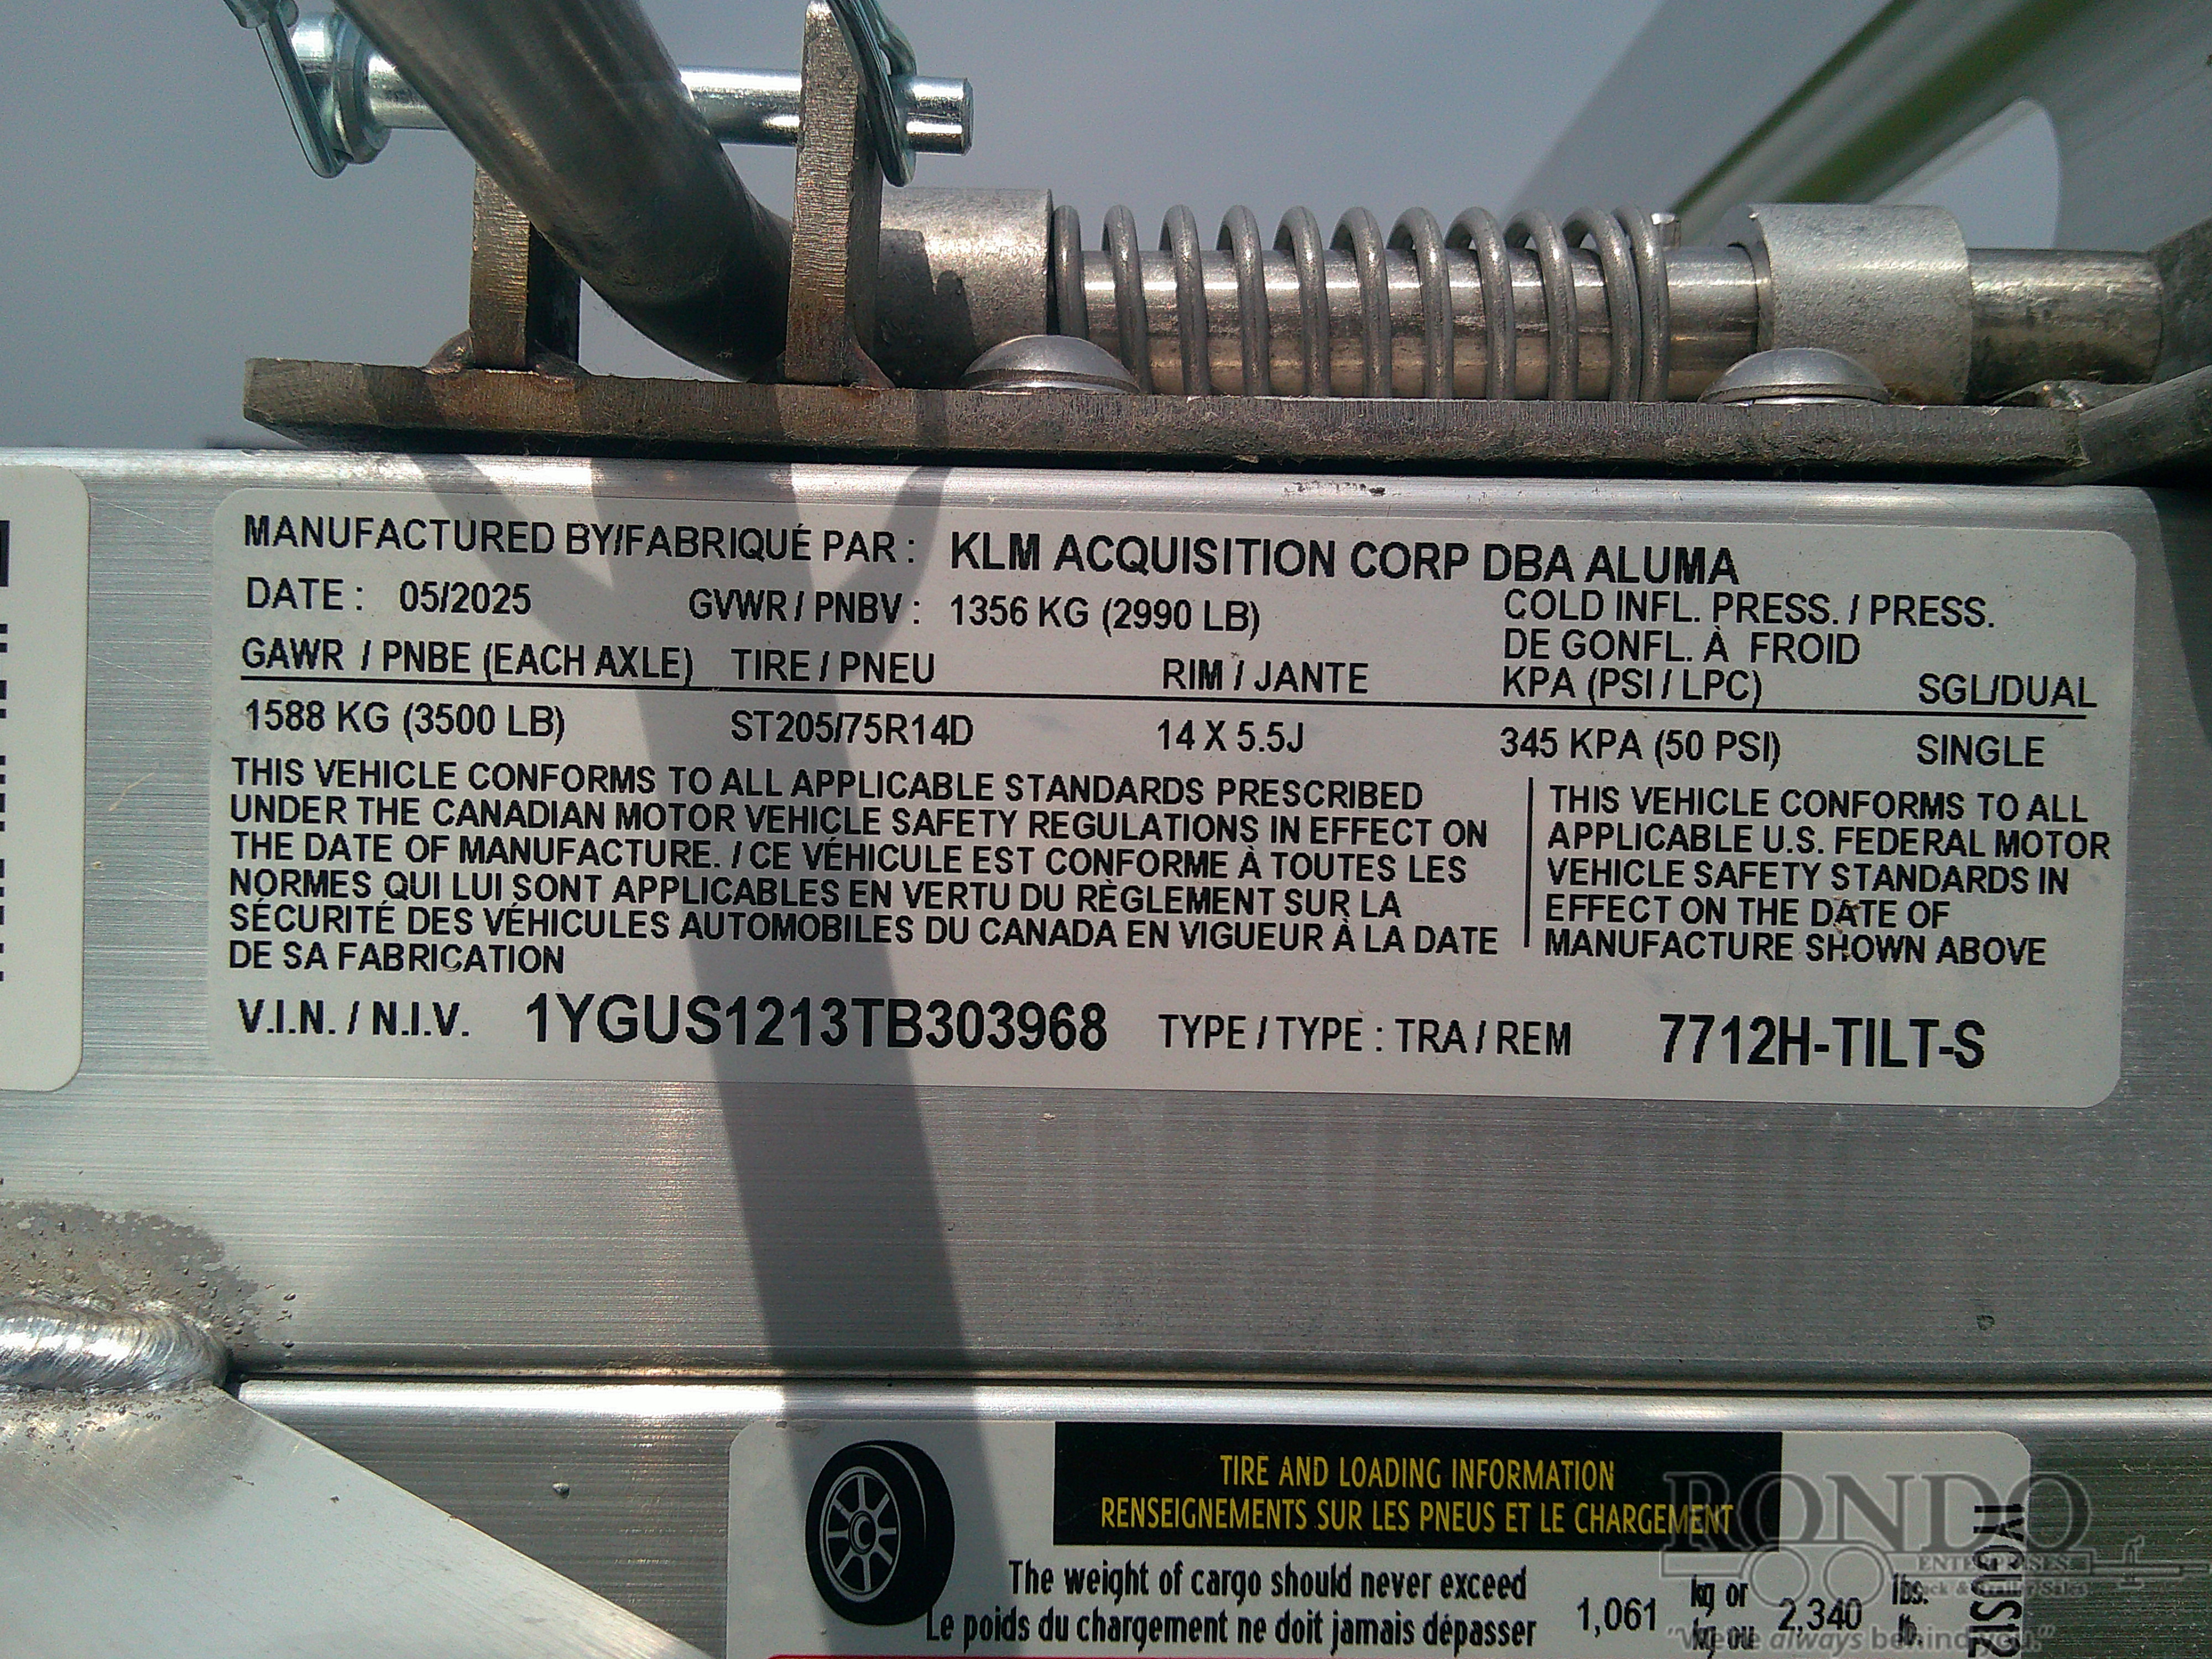 MANUFACTURED BY/FABRIQUÉ PAR : KLM ACQUISITION CORP DBA ALUMA
DATE : 05/2025 GVWR / PNBV : 1356 KG (2990 LB)
COLD INFL. PRESS. / PRESS.
DE GONFL. À FROID
GAWR / PNBE (EACH AXLE) TIRE / PNEU RIM / JANTE KPA (PSI / LPC) SGL/DUAL
1588 KG (3500 LB) ST205/75R14D 14 X 5.5J 345 KPA (50 PSI) SINGLE
THIS VEHICLE CONFORMS TO ALL APPLICABLE STANDARDS PRESCRIBED
UNDER THE CANADIAN MOTOR VEHICLE SAFETY REGULATIONS IN EFFECT ON
THE DATE OF MANUFACTURE. / CE VÉHICULE EST CONFORME À TOUTES LES
NORMES QUI LUI SONT APPLICABLES EN VERTU DU RÈGLEMENT SUR LA
SÉCURITÉ DES VÉHICULES AUTOMOBILES DU CANADA EN VIGUEUR À LA DATE
DE SA FABRICATION
THIS VEHICLE CONFORMS TO ALL
APPLICABLE U.S. FEDERAL MOTOR
VEHICLE SAFETY STANDARDS IN
EFFECT ON THE DATE OF
MANUFACTURE SHOWN ABOVE
V.I.N. / N.I.V. 1YGUS1213TB303968 TYPE / TYPE : TRA / REM 7712H-TILT-S
TIRE AND LOADING INFORMATION
RENSEIGNEMENTS SUR LES PNEUS ET LE CHARGEMENT
The weight of cargo should never exceed
Le poids du chargement ne doit jamais dépasser
1,061 kg or 2,340 lbs.
kg ou lb.
1YGUS12
RONDO
ENTERPRISES
Truck & Trailer Sales
"We're always behind you."